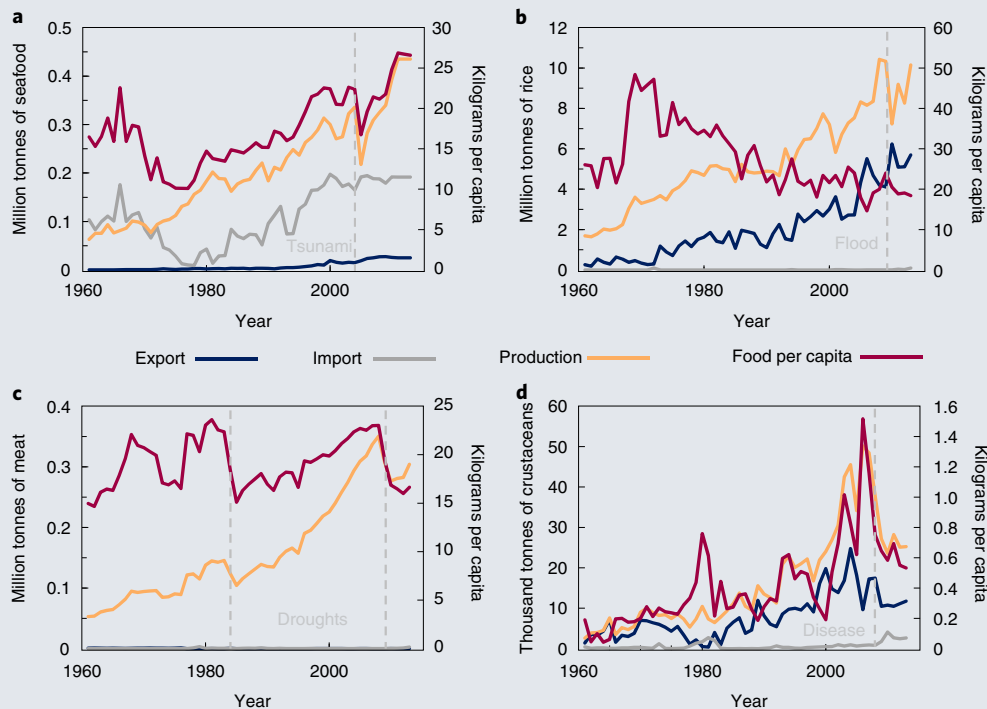 a
Million tonnes of seafood
0.5
0.4
0.3
0.2
0.1
0
30
25
20
15
10
5
0
Kilograms per
capita
Tsunami
1960
1980
2000
Year
b
Million tonnes of rice
12
10
8
6
4
2
0
60
50
40
30
20
10
0
Kilograms per capita
Flood
1960
1980
2000
Year
Export
Import
Production
Food per capita
c
Million tonnes of meat
0.4
0.3
0.2
0.1
0
25
20
15
10
5
0
Kilograms per capita
Droughts
1960
1980
2000
Year
d
Thousand tonnes of crustaceans
60
50
40
30
20
10
0
1.6
1.4
1.2
1.0
0.8
0.6
0.4
0.2
0
Kilograms per capita
Disease
1960
1980
2000
Year